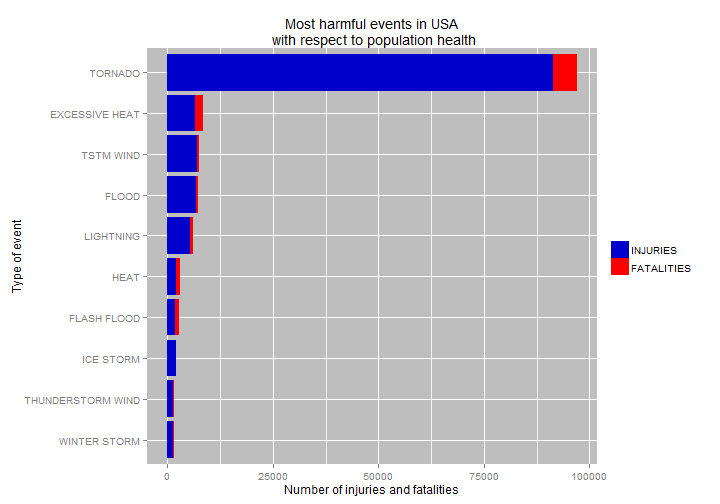 Most harmful events in USA
with respect to population health
TORNADO
EXCESSIVE HEAT
TSTM WIND
FLOOD
LIGHTNING
HEAT
FLASH FLOOD
ICE STORM
THUNDERSTORM WIND
WINTER STORM
Type of event
0 25000 50000 75000 100000
Number of injuries and fatalities
INJURIES
FATALITIES